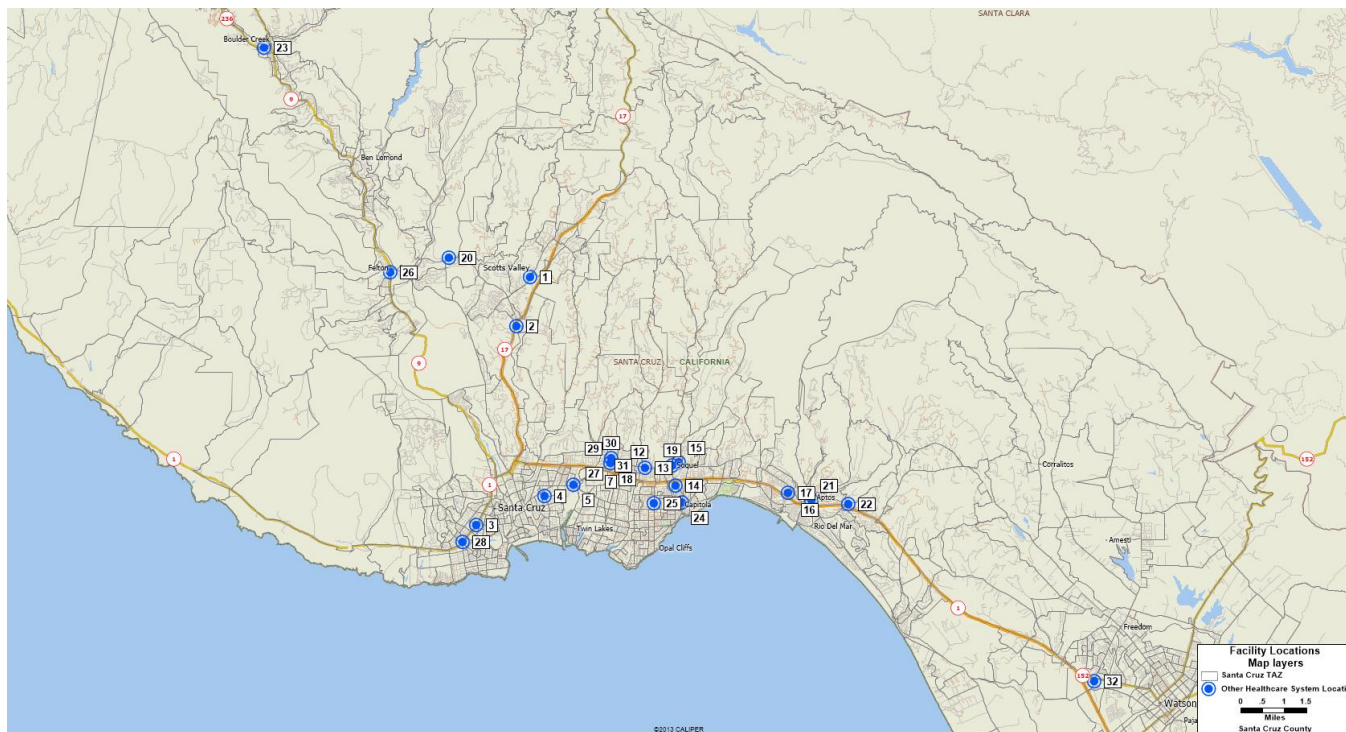 236
SANTA CLARA
Boulder Creek
23
9
17
Ben Lomond
20
Felton
26
Scotts Valley
1
2
17
9
SANTA CRUZ
CALIFORNIA
30
29
12
19
15
1
31
13
Soquel
152
Corralitos
27
7
18
14
1
4
5
25
Capitola
24
17
21
Aptos
16
22
Rio Del Mar
Santa Cruz
3
Twin Lakes
28
Opal Cliffs
Amesti
1
Freedom
152
32
Facility Locations
Map layers
Santa Cruz TAZ
Other Healthcare System Locati
0 .5 1 1.5
Miles
Santa Cruz County
Watson
Paja
©2013 CALIPER